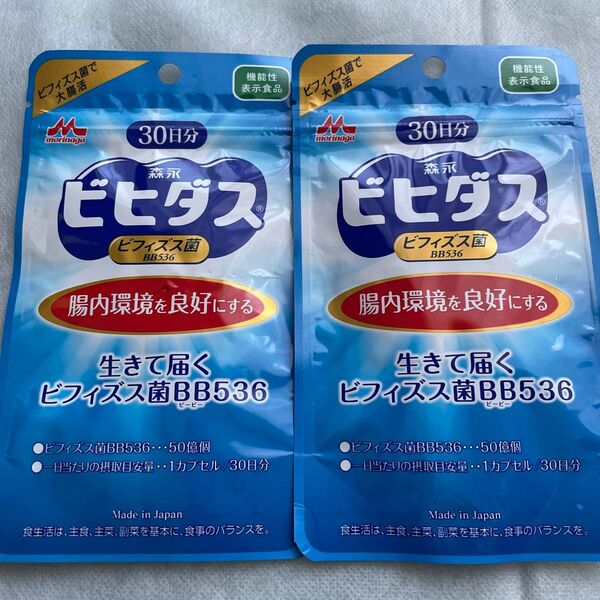 ビフィズス菌で
大腸活
機能性
表示食品
morinaga
30日分
森永
ビヒダス®
ビフィズス菌
BB536
腸内環境を良好にする
生きて届く
ビフィズス菌BB536
ビービー
●ビフィズス菌BB536・・・50億個
●一日当たりの摂取目安量・・1カプセル/30日分
Made in Japan
食生活は、主食、主菜、副菜を基本に、食事のバランスを。
ビフィズス菌で
大腸活
機能性
表示食品
morinaga
30日分
森永
ビヒダス®
ビフィズス菌
BB536
腸内環境を良好にする
生きて届く
ビフィズス菌BB536
ビービー
●ビフィズス菌BB536・・・50億個
●一日当たりの摂取目安量・・1カプセル/30日分
Made in Japan
食生活は、主食、主菜、副菜を基本に、食事のバランスを。